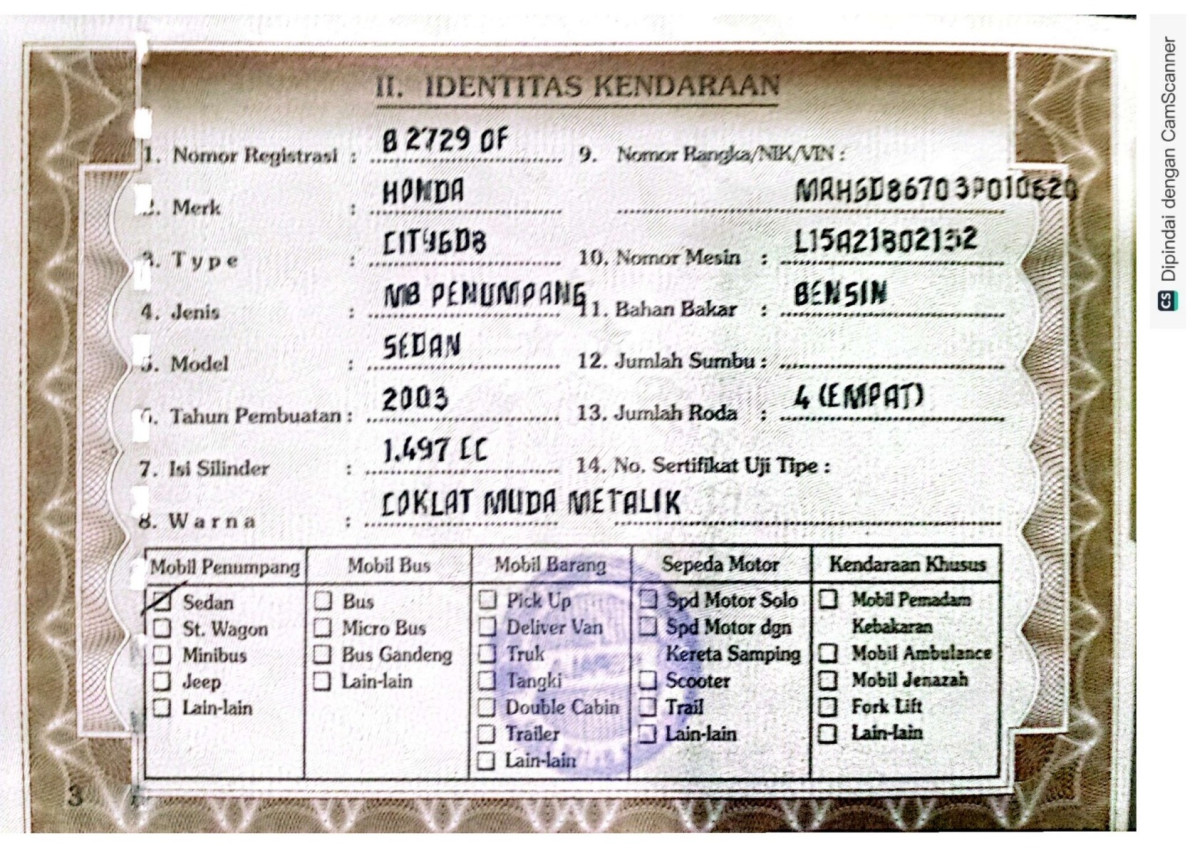 II. IDENTITAS KENDARAAN
1. Nomor Registrasi : B 2729 OF
2. Merk : HONDA
3. Type : CITYGD8
4. Jenis : MB PENUMPANG
5. Model : SEDAN
6. Tahun Pembuatan : 2003
7. Isi Silinder : 1.497 CC
8. Warna : COKLAT MUDA METALIK
9. Nomor Rangka/NIK/VIN :
MRHGD86703P010620
10. Nomor Mesin : L15A21802152
11. Bahan Bakar : BENSIN
12. Jumlah Sumbu :
13. Jumlah Roda : 4 (EMPAT)
14. No. Sertifikat Uji Tipe :
Mobil Penumpang
Sedan
St. Wagon
Minibus
Jeep
Lain-lain
Mobil Bus
Bus
Micro Bus
Bus Gandeng
Lain-lain
Mobil Barang
Pick Up
Deliver Van
Truk
Tangki
Double Cabin
Trailer
Lain-lain
Sepeda Motor
Spd Motor Solo
Spd Motor dgn
Kereta Samping
Scooter
Trail
Lain-lain
Kendaraan Khusus
Mobil Pemadam
Kebakaran
Mobil Ambulance
Mobil Jenazah
Fork Lift
Lain-lain
3
CS Dipindai dengan CamScanner